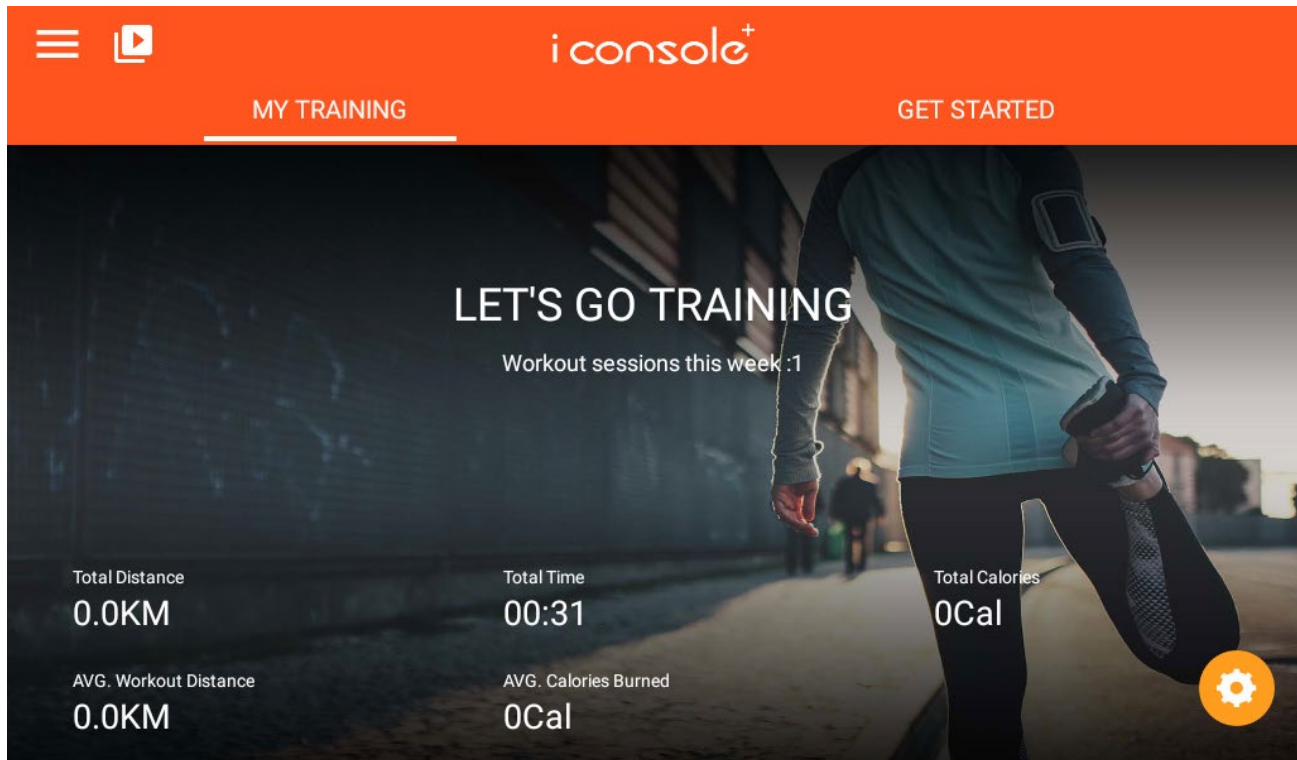 i console+
MY TRAINING
GET STARTED
LET'S GO TRAINING
Workout sessions this week :1
Total Distance
0.0KM
Total Time
00:31
Total Calories
0Cal
AVG. Workout Distance
0.0KM
AVG. Calories Burned
0Cal